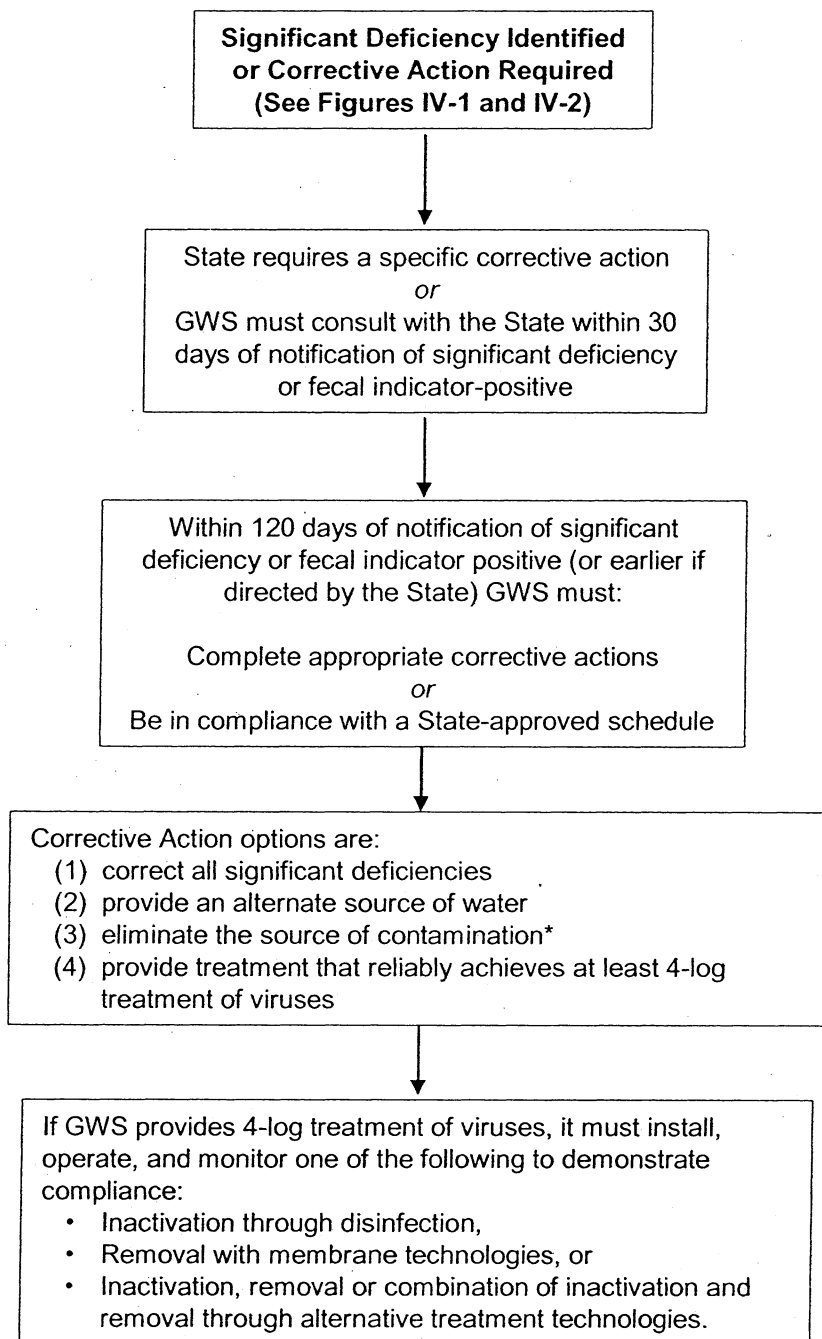 Significant Deficiency Identified
or Corrective Action Required
(See Figures IV-1 and IV-2)
State requires a specific corrective action
or
GWS must consult with the State within 30
days of notification of significant deficiency
or fecal indicator-positive
Within 120 days of notification of significant
deficiency or fecal indicator positive (or earlier if
directed by the State) GWS must:
Complete appropriate corrective actions
or
Be in compliance with a State-approved schedule
Corrective Action options are:
(1) correct all significant deficiencies
(2) provide an alternate source of water
(3) eliminate the source of contamination*
(4) provide treatment that reliably achieves at least 4-log
treatment of viruses
If GWS provides 4-log treatment of viruses, it must install,
operate, and monitor one of the following to demonstrate
compliance:
• Inactivation through disinfection,
• Removal with membrane technologies, or
• Inactivation, removal or combination of inactivation and
removal through alternative treatment technologies.